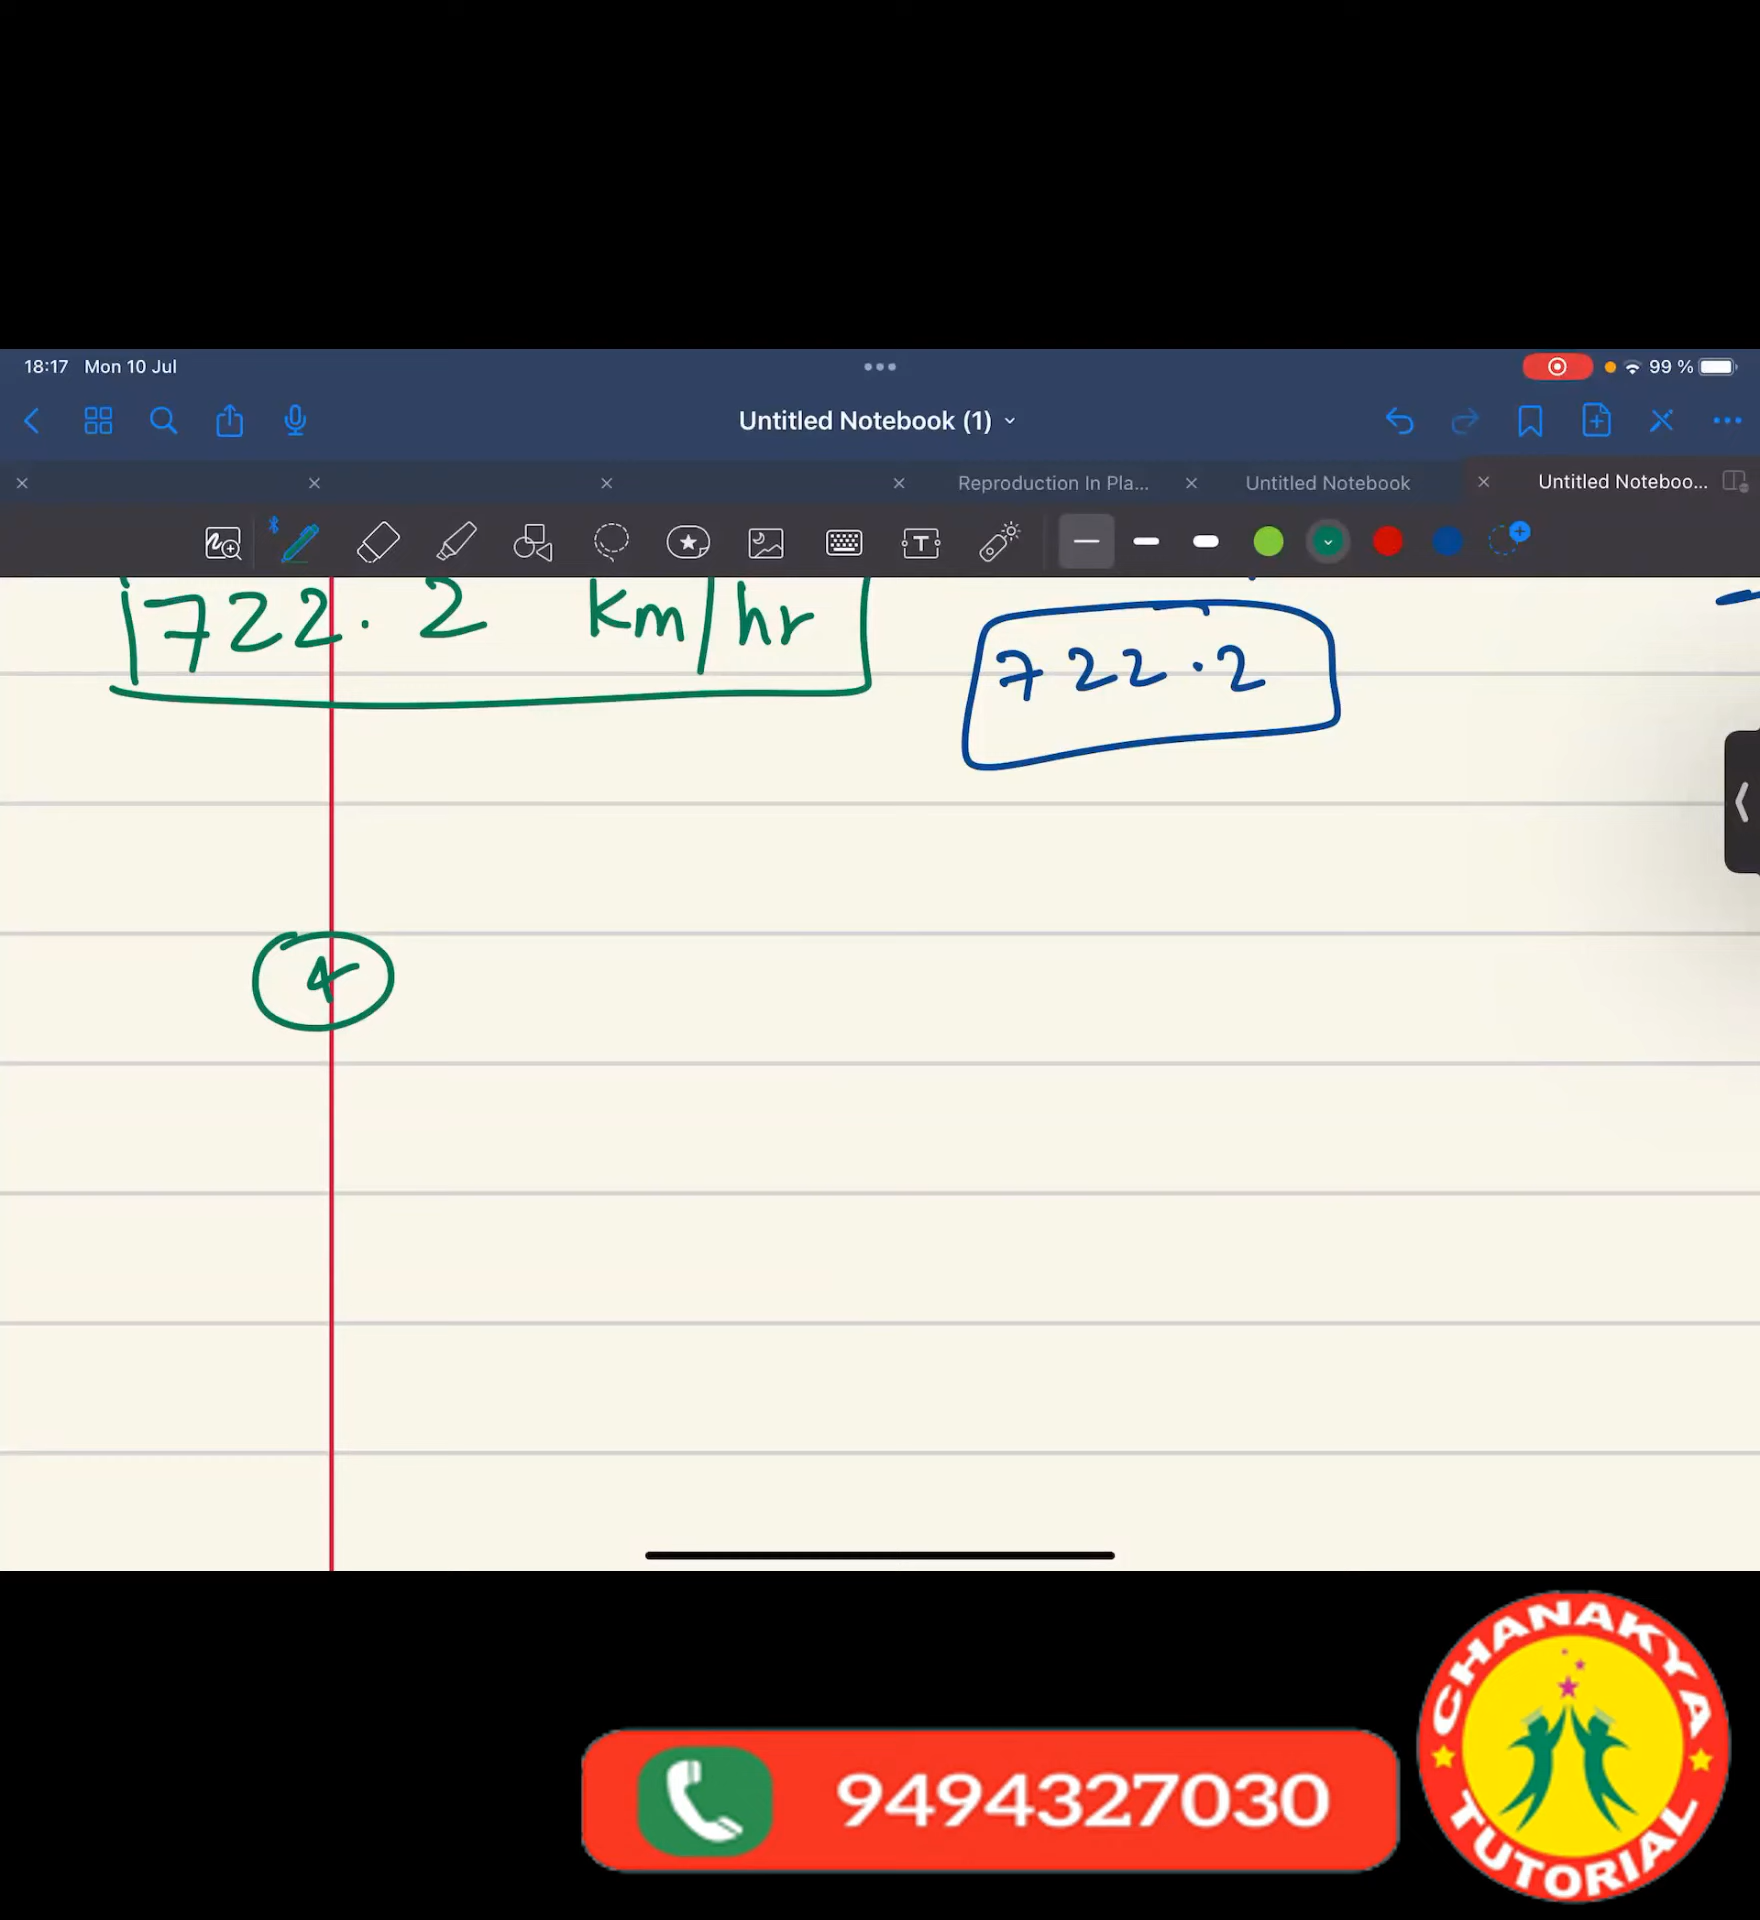 18:17 Mon 10 Jul
99 %
Untitled Notebook (1)
Reproduction In Pla...
Untitled Notebook
Untitled Noteboo...
T
722.2 km/hr
722.2
4
9494327030
CHANAKYA
TUTORIAL